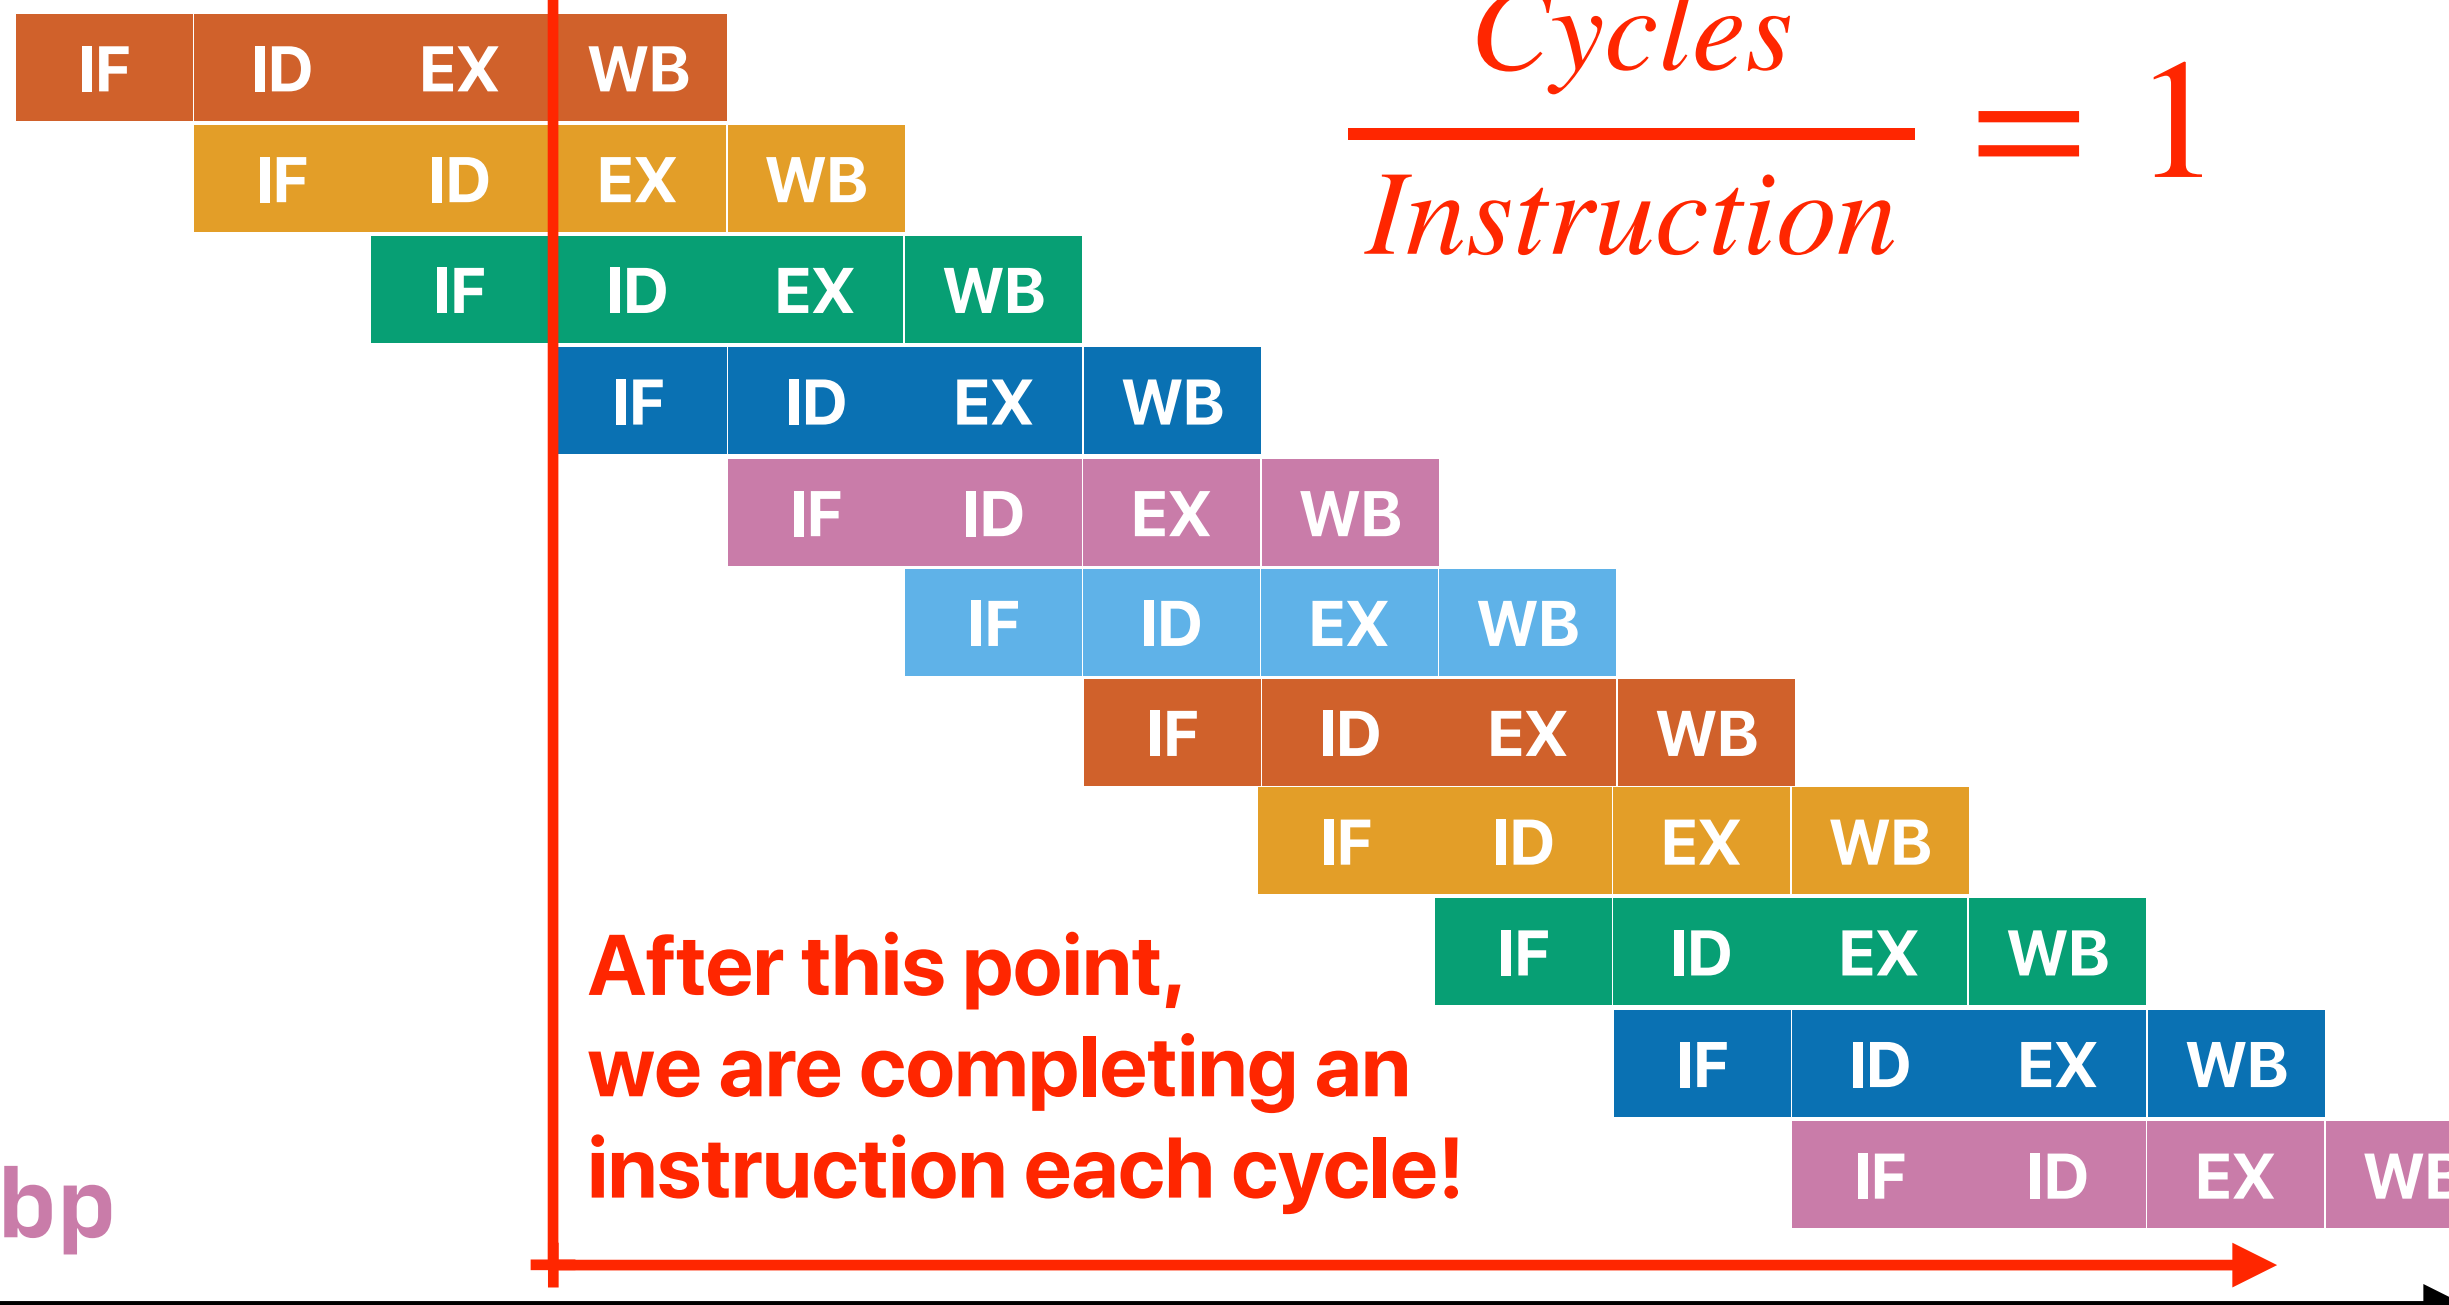 IF ID EX WB
Cycles
Instruction
= 1
IF ID EX WB
IF ID EX WB
IF ID EX WB
IF ID EX WB
IF ID EX WB
IF ID EX WB
IF ID EX WB
IF ID EX WB
IF ID EX WB
IF ID EX WB
After this point,
we are completing an
instruction each cycle!
bp